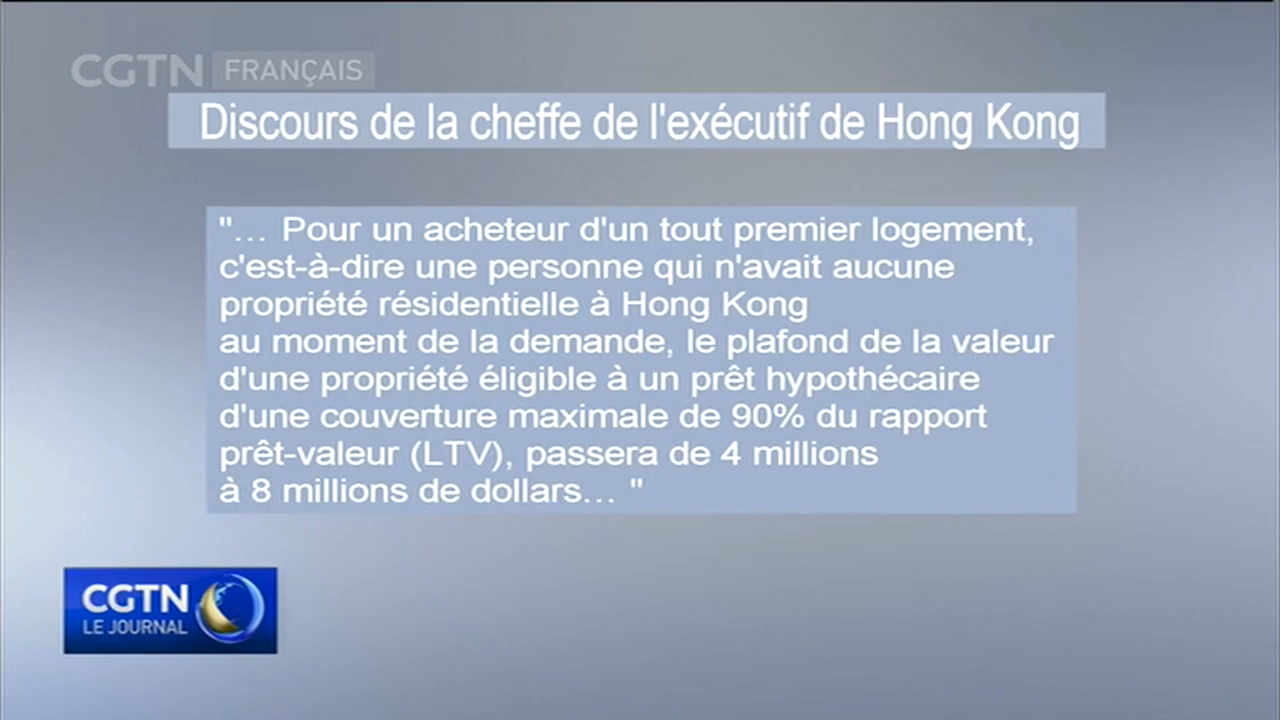 CGTN FRANÇAIS
Discours de la cheffe de l'exécutif de Hong Kong
"... Pour un acheteur d'un tout premier logement,
c'est-à-dire une personne qui n'avait aucune
propriété résidentielle à Hong Kong
au moment de la demande, le plafond de la valeur
d'une propriété éligible à un prêt hypothécaire
d'une couverture maximale de 90% du rapport
prêt-valeur (LTV), passera de 4 millions
à 8 millions de dollars... "
CGTN
LE JOURNAL